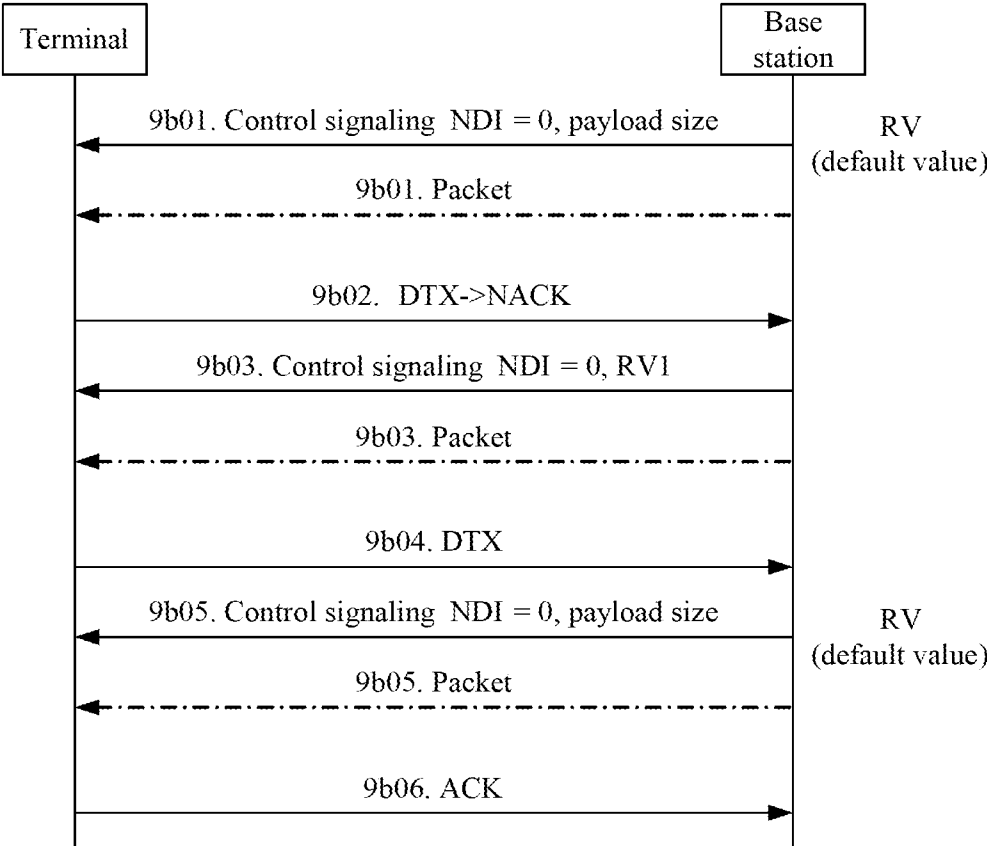 Terminal
Base
station
9b01. Control signaling NDI = 0, payload size
RV
(default value)
9b01. Packet
9b02. DTX->NACK
9b03. Control signaling NDI = 0, RV1
9b03. Packet
9b04. DTX
9b05. Control signaling NDI = 0, payload size
RV
(default value)
9b05. Packet
9b06. ACK